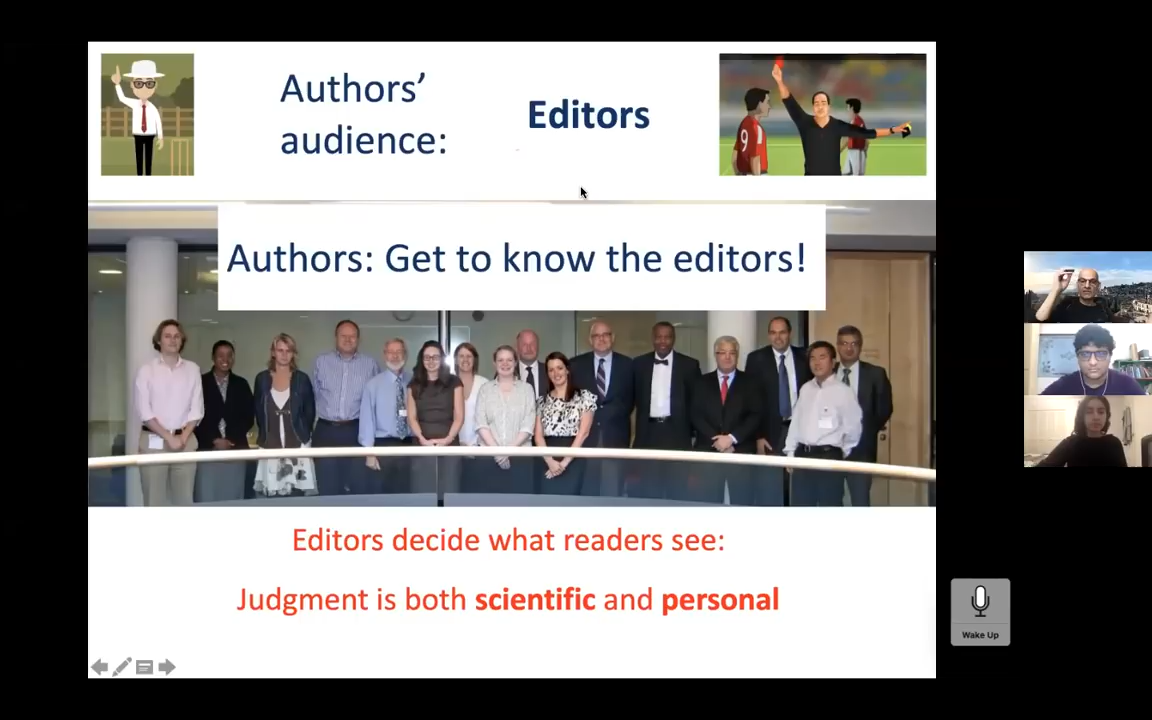 Authors’
audience:
Editors
Authors: Get to know the editors!
Editors decide what readers see:
Judgment is both scientific and personal
9
Wake Up